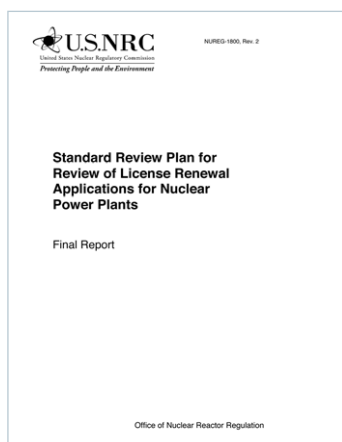 U.S.NRC
NUREG-1800, Rev. 2
United States Nuclear Regulatory Commission
Protecting People and the Environment
Standard Review Plan for
Review of License Renewal
Applications for Nuclear
Power Plants
Final Report
Office of Nuclear Reactor Regulation